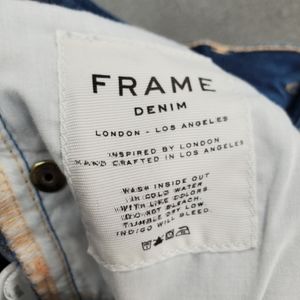 FRAME
DENIM
LONDON - LOS ANGELES
INSPIRED BY LONDON
HAND CRAFTED IN LOS ANGELES
WASH INSIDE OUT
IN COLD WATER
WITH LIKE COLORS
DO NOT BLEACH.
TUMBLE DRY LOW.
INDIGO WILL BLEED.